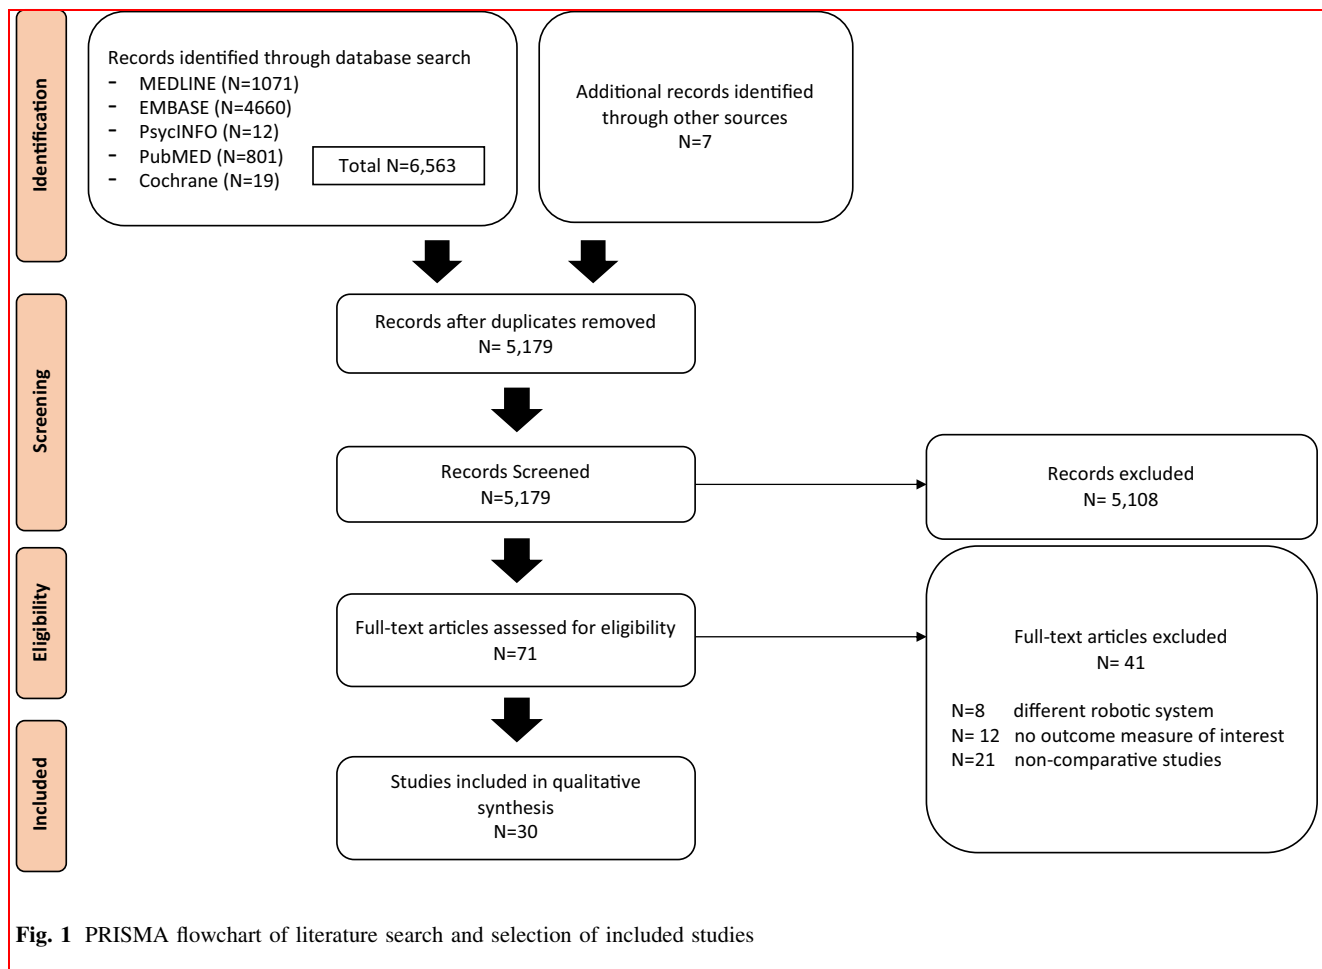 Identification
Records identified through database search
- MEDLINE (N=1071)
- EMBASE (N=4660)
- PsycINFO (N=12)
- PubMED (N=801)
- Cochrane (N=19)
Total N=6,563
Additional records identified
through other sources
N=7
Screening
Records after duplicates removed
N= 5,179
Records Screened
N=5,179
Records excluded
N= 5,108
Eligibility
Full-text articles assessed for eligibility
N=71
Full-text articles excluded
N= 41
N=8 different robotic system
N= 12 no outcome measure of interest
N=21 non-comparative studies
Included
Studies included in qualitative
synthesis
N=30
Fig. 1 PRISMA flowchart of literature search and selection of included studies